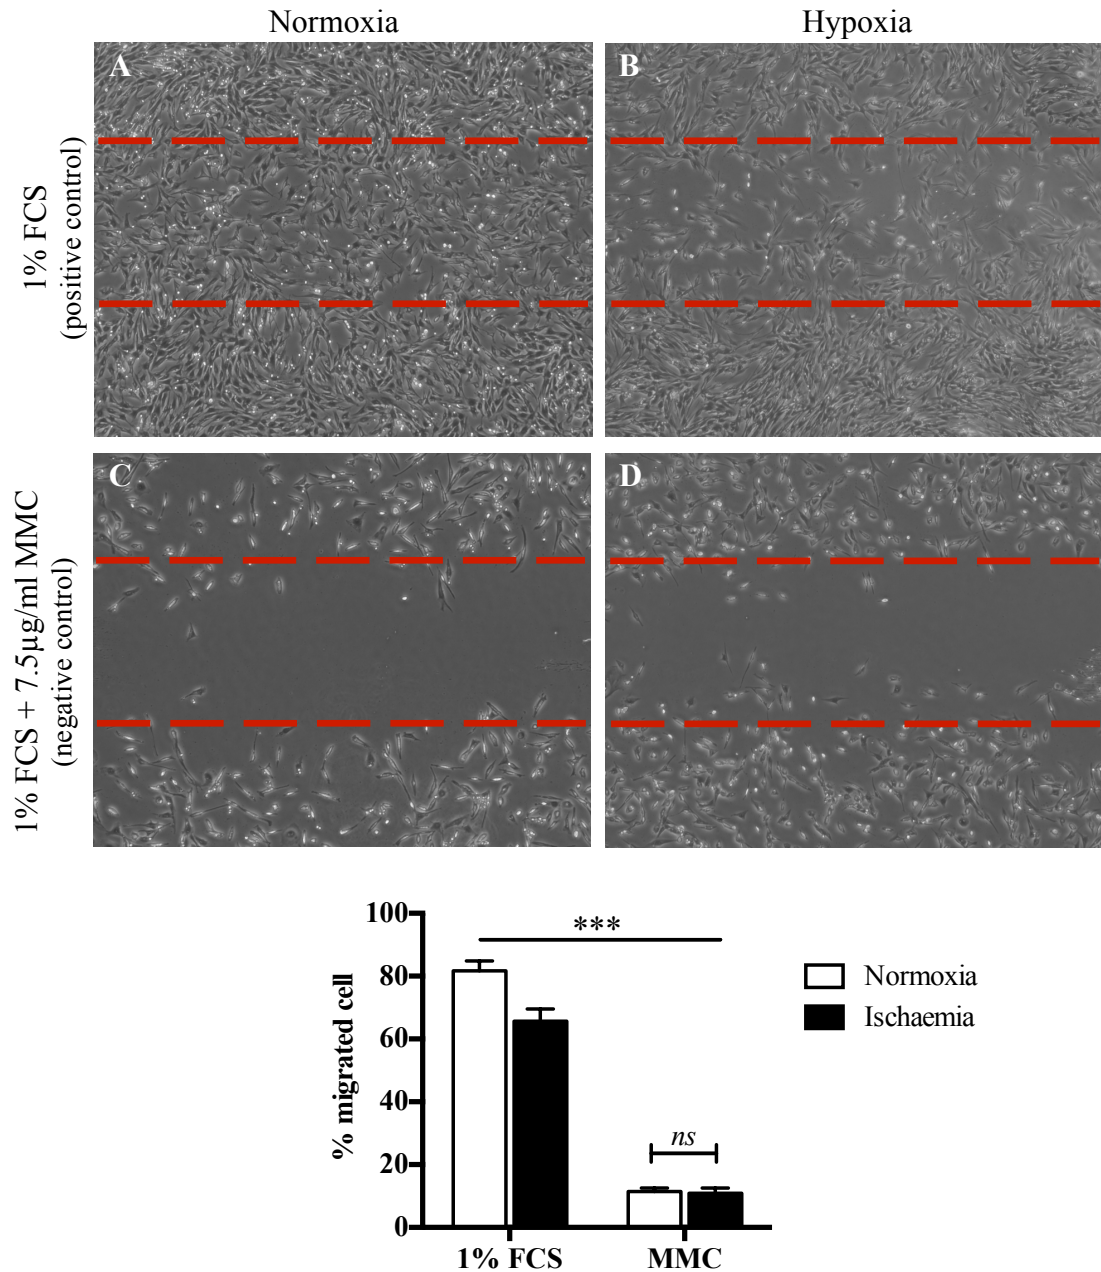 Normoxia
Hypoxia
1% FCS
(positive control)
A
B
1% FCS + 7.5µg/ml MMC
(negative control)
C
D
100
80
60
40
20
0
% migrated cell
***
ns
1% FCS
MMC
Normoxia
Ischaemia